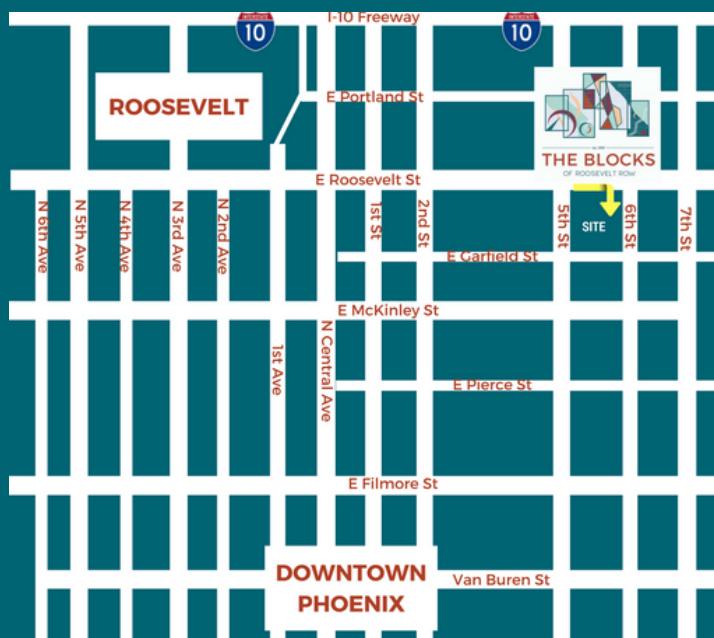 INTERSTATE
10
I-10 Freeway
INTERSTATE
10
E Portland St
ROOSEVELT
THE BLOCKS
OF ROOSEVELT ROW
E Roosevelt St
N 6th Ave
N 5th Ave
N 4th Ave
N 3rd Ave
N 2nd Ave
1st St
2nd St
5th St
SITE
6th St
7th St
E Garfield St
E McKinley St
1st Ave
N Central Ave
E Pierce St
E Filmore St
DOWNTOWN
PHOENIX
Van Buren St